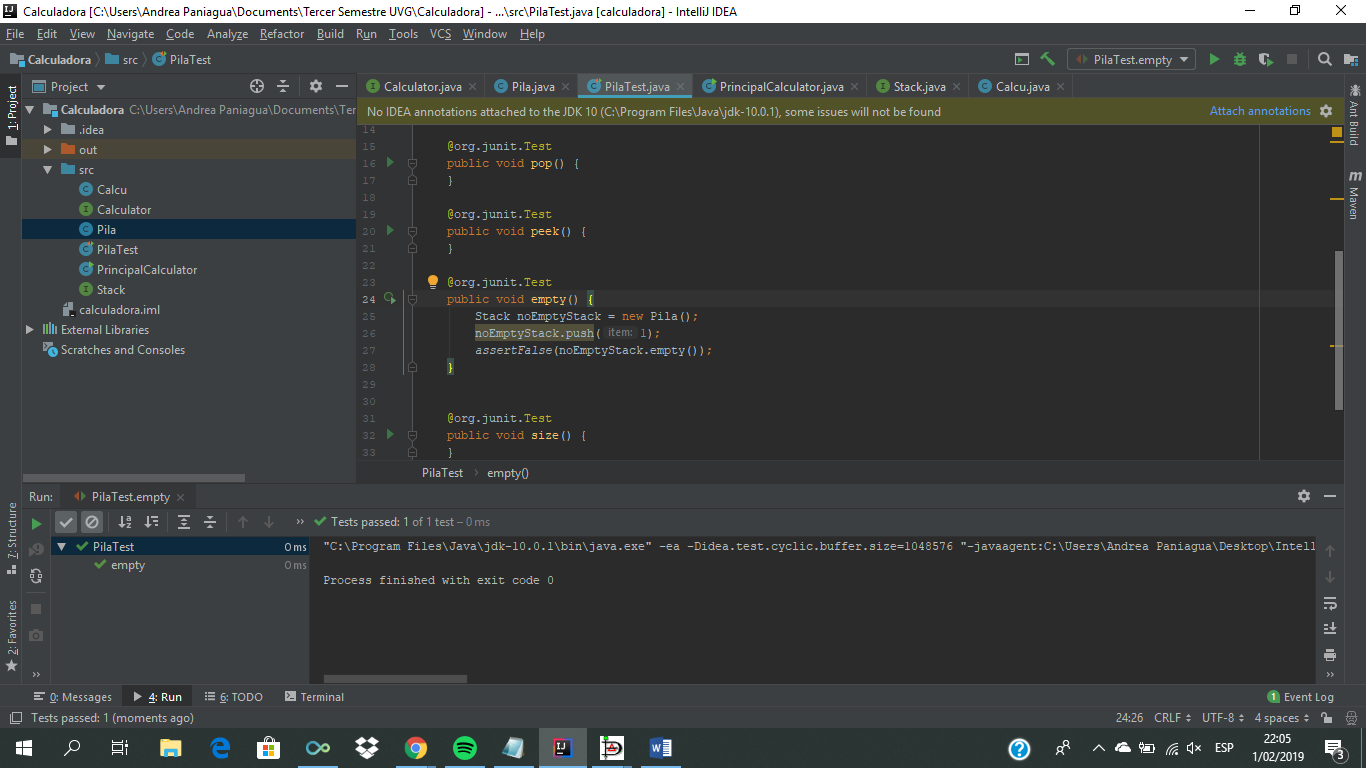 Calculadora [C:\Users\Andrea Paniagua\Documents\Tercer Semestre UVG\Calculadora] - ...\src\PilaTest.java [calculadora] - IntelliJ IDEA
File Edit View Navigate Code Analyze Refactor Build Run Tools VCS Window Help
Calculadora src PilaTest PilaTest.empty
1: Project
Project
Calculator.java Pila.java PilaTest.java PrincipalCalculator.java Stack.java Calcu.java
Calculadora C:\Users\Andrea Paniagua\Documents\Ter
.idea
out
src
Calcu
Calculator
Pila
PilaTest
PrincipalCalculator
Stack
calculadora.iml
External Libraries
Scratches and Consoles
No IDEA annotations attached to the JDK 10 (C:\Program Files\Java\jdk-10.0.1), some issues will not be found Attach annotations
14
15 @org.junit.Test
16 public void pop() {
17 }
18
19 @org.junit.Test
20 public void peek() {
21 }
22
23 @org.junit.Test
24 public void empty() {
25 Stack noEmptyStack = new Pila();
26 noEmptyStack.push( item: 1);
27 assertFalse(noEmptyStack.empty());
28 }
29
30
31 @org.junit.Test
32 public void size() {
33 }
PilaTest empty()
Ant Build
m
Maven
Run: PilaTest.empty
Tests passed: 1 of 1 test – 0 ms
PilaTest 0 ms
empty 0 ms
"C:\Program Files\Java\jdk-10.0.1\bin\java.exe" -ea -Didea.test.cyclic.buffer.size=1048576 "-javaagent:C:\Users\Andrea Paniagua\Desktop\Intell
Process finished with exit code 0
7: Structure
2: Favorites
0: Messages 4: Run 6: TODO Terminal 1 Event Log
Tests passed: 1 (moments ago) 24:26 CRLF UTF-8 4 spaces
ESP
22:05
1/02/2019
3